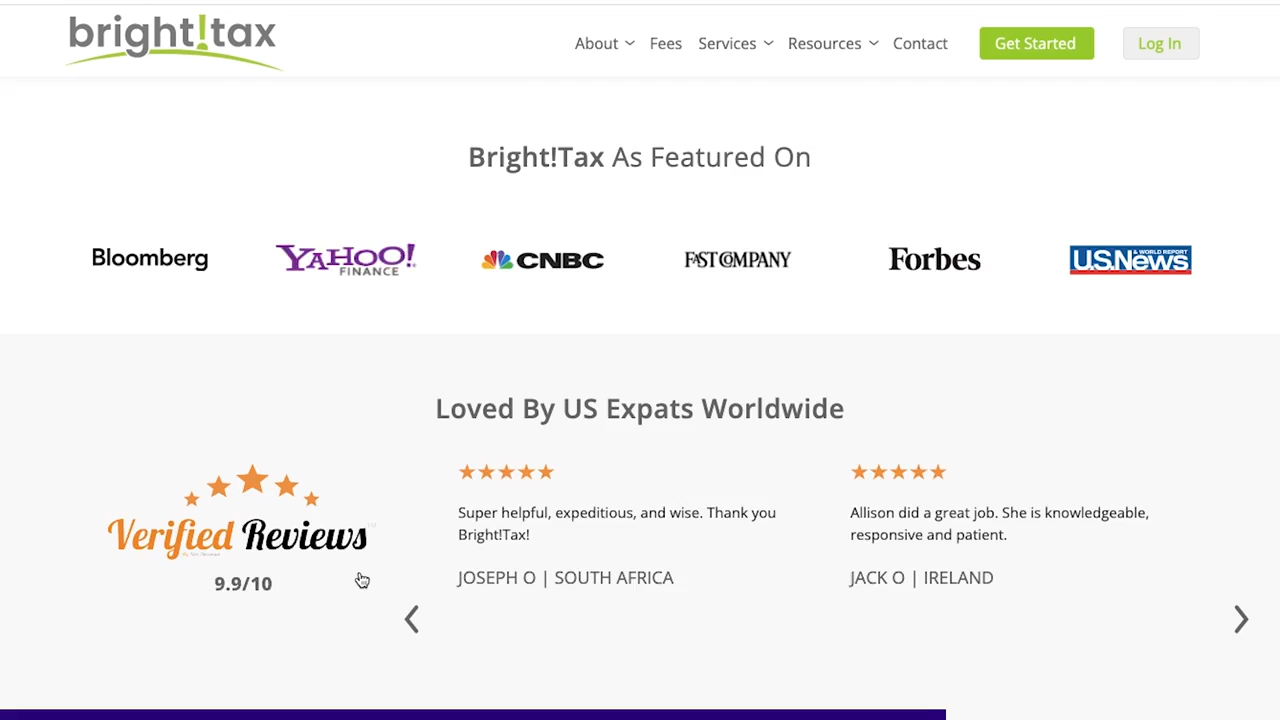 bright!tax
About
Fees
Services
Resources
Contact
Get Started
Log In
Bright!Tax As Featured On
Bloomberg
YAHOO!
FINANCE
CNBC
FAST COMPANY
Forbes
& WORLD REPORT
U.S.News
Loved By US Expats Worldwide
Verified Reviews
9.9/10
Super helpful, expeditious, and wise. Thank you
Bright!Tax!
JOSEPH O | SOUTH AFRICA
Allison did a great job. She is knowledgeable,
responsive and patient.
JACK O | IRELAND